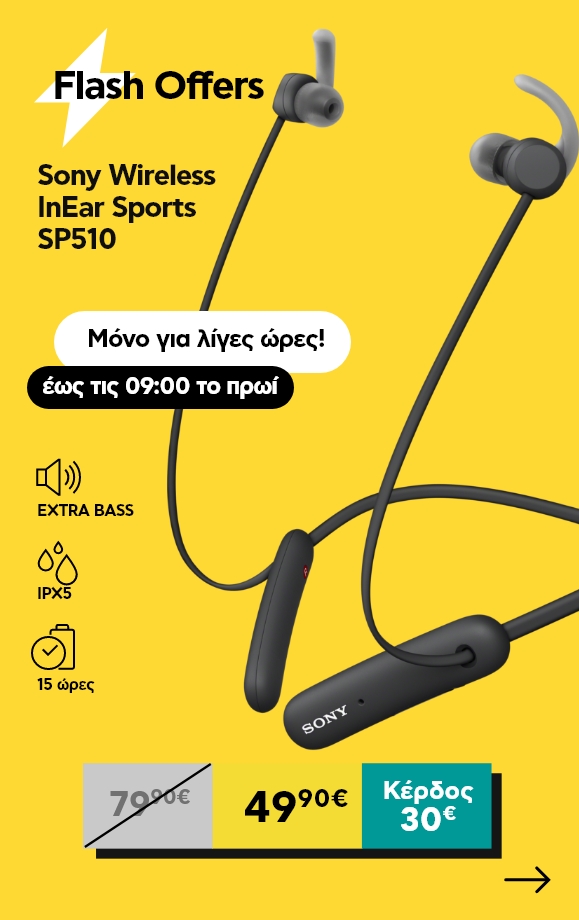 Flash Offers
Sony Wireless
InEar Sports
SP510
Μόνο για λίγες ώρες!
έως τις 09:00 το πρωί
EXTRA BASS
IPX5
15 ώρες
SONY
7990€
4990€
Κέρδος
30€